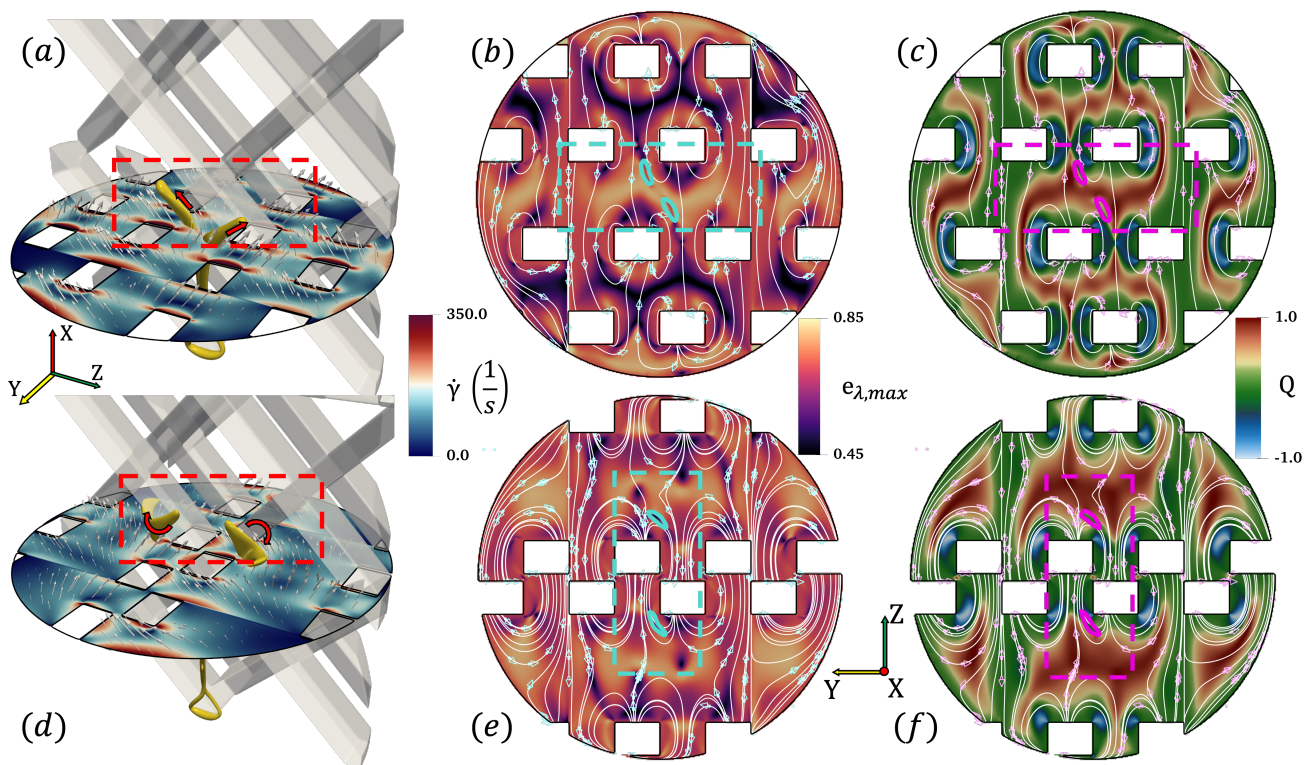 (a)
(b)
(c)
X
Y
Z
350.0
γ̇ (1/s)
0.0
0.85
e_{λ,max}
0.45
1.0
Q
-1.0
(d)
(e)
(f)
Z
Y
X